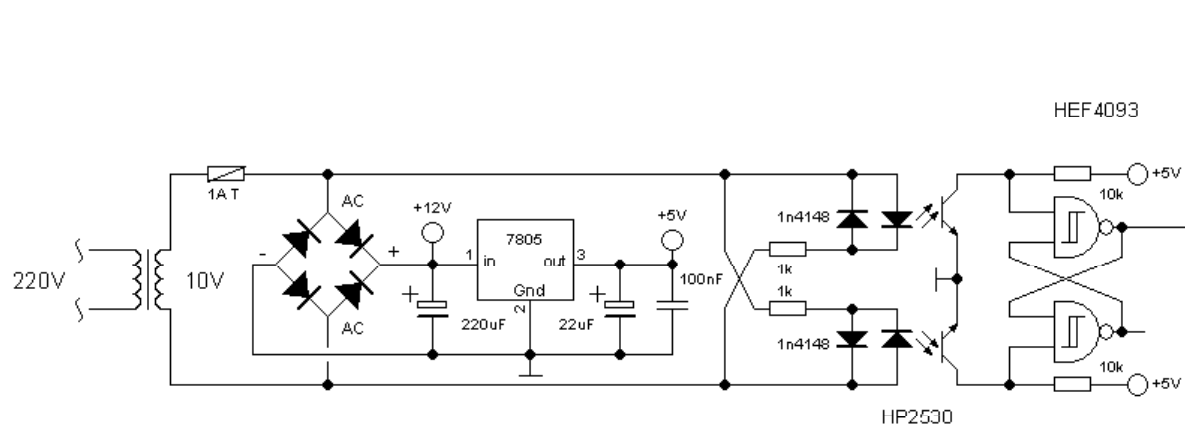 HEF4093
1A T
AC
+12V
7805
+5V
1n4148
10k
+5V
220V
10V
-
+
1
in
out
3
100nF
1k
1k
+
220uF
Gnd
2
+
22uF
AC
1n4148
10k
+5V
HP2530